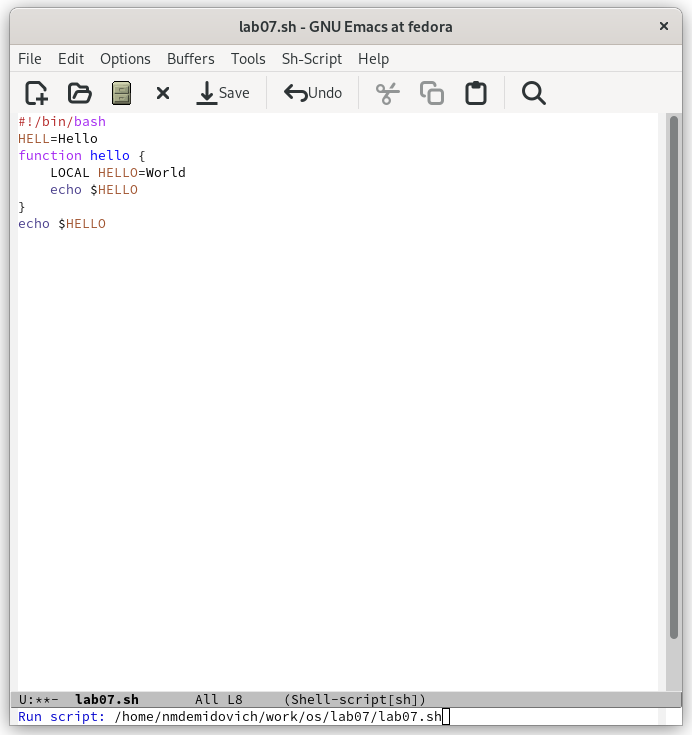 lab07.sh - GNU Emacs at fedora ×
File Edit Options Buffers Tools Sh-Script Help
Save Undo
#!/bin/bash
HELL=Hello
function hello {
    LOCAL HELLO=World
    echo $HELLO
}
echo $HELLO
U:**-  lab07.sh       All L8     (Shell-script[sh])
Run script: /home/nmdemidovich/work/os/lab07/lab07.sh